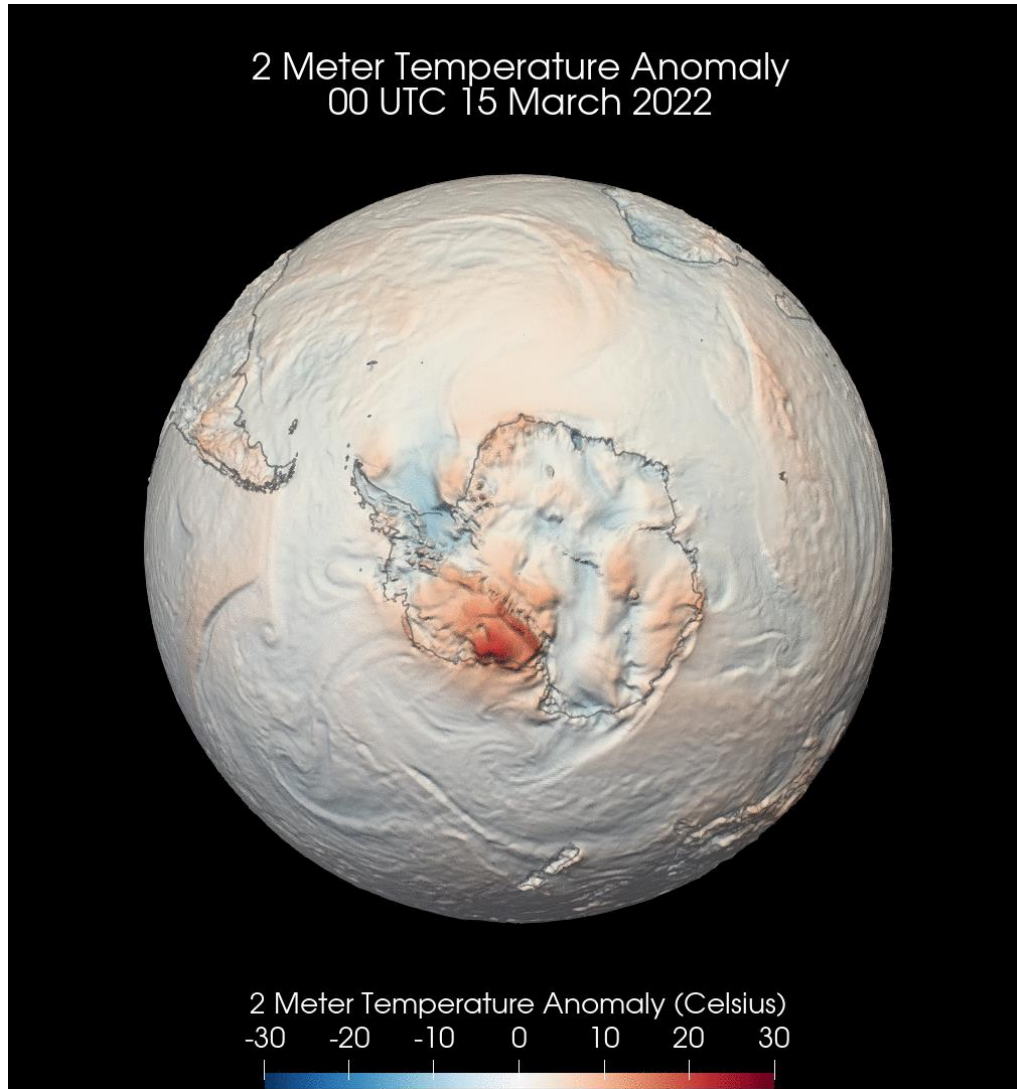 2 Meter Temperature Anomaly
00 UTC 15 March 2022
2 Meter Temperature Anomaly (Celsius)
-30 -20 -10 0 10 20 30